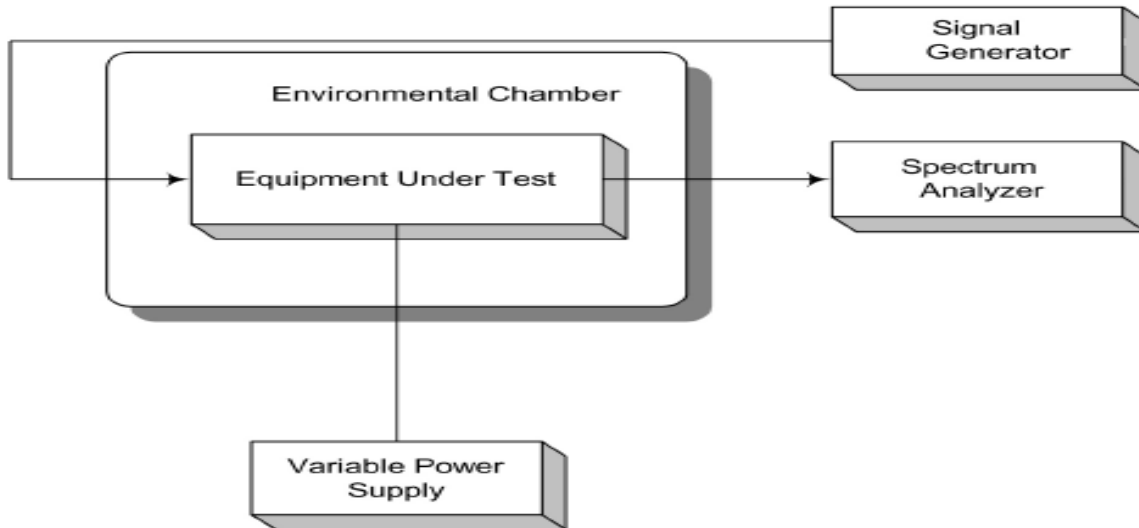 Signal
Generator
Environmental Chamber
Equipment Under Test
Spectrum
Analyzer
Variable Power
Supply